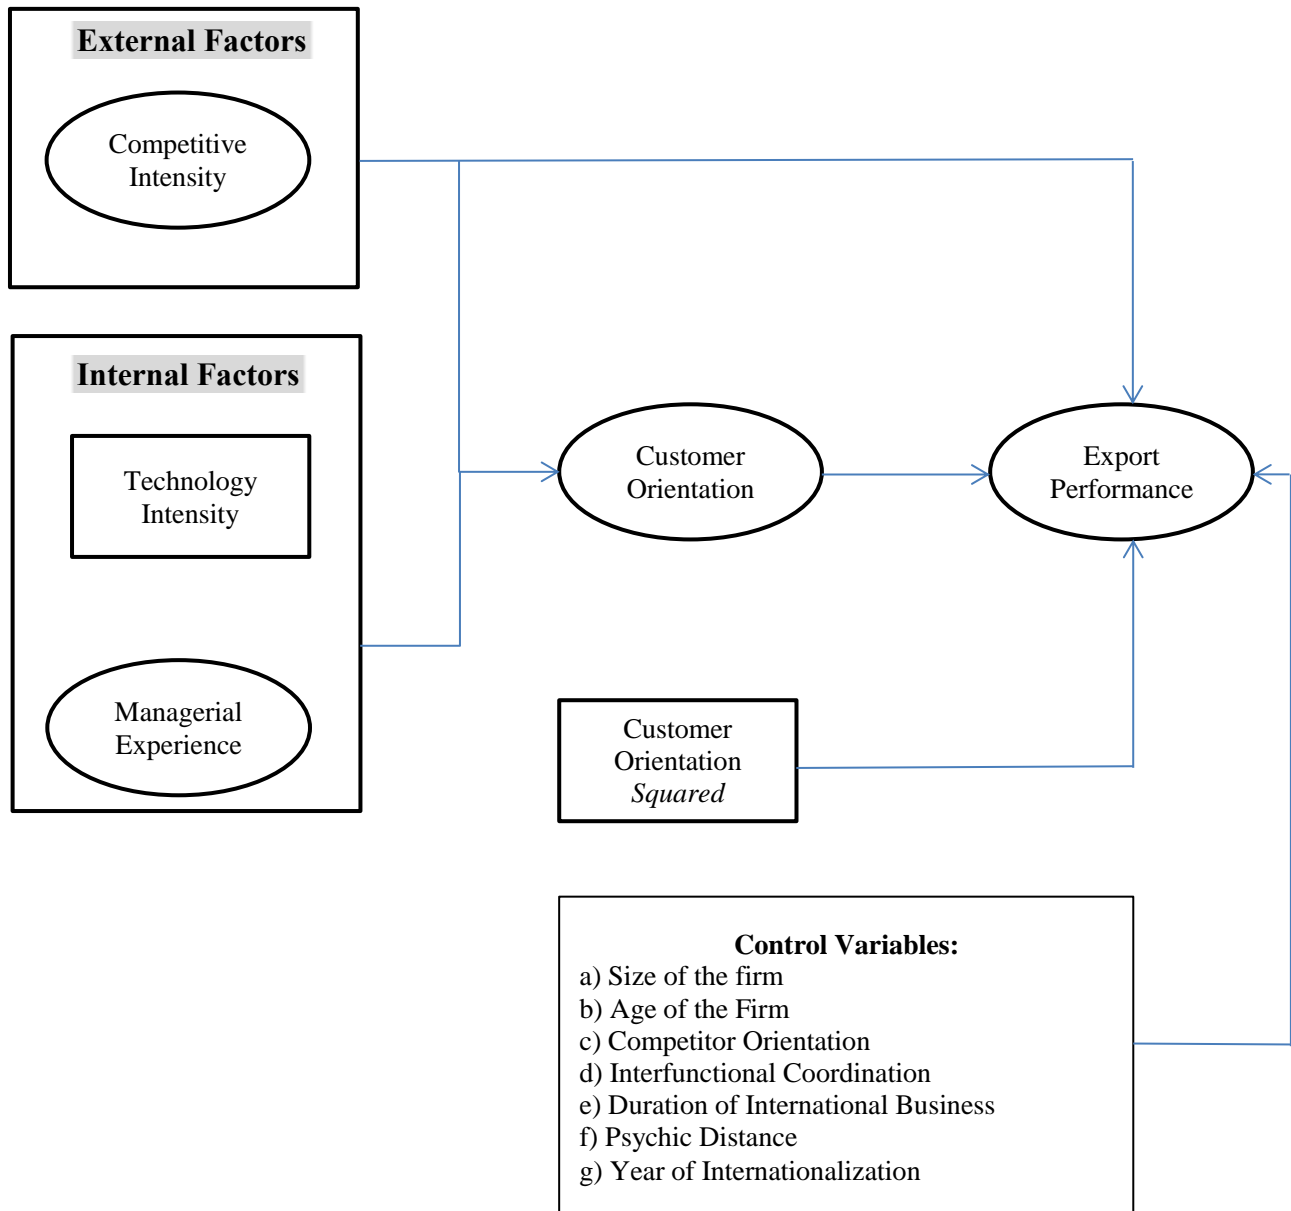 External Factors
Competitive
Intensity
Internal Factors
Technology
Intensity
Managerial
Experience
Customer
Orientation
Export
Performance
Customer
Orientation
Squared
Control Variables:
a) Size of the firm
b) Age of the Firm
c) Competitor Orientation
d) Interfunctional Coordination
e) Duration of International Business
f) Psychic Distance
g) Year of Internationalization